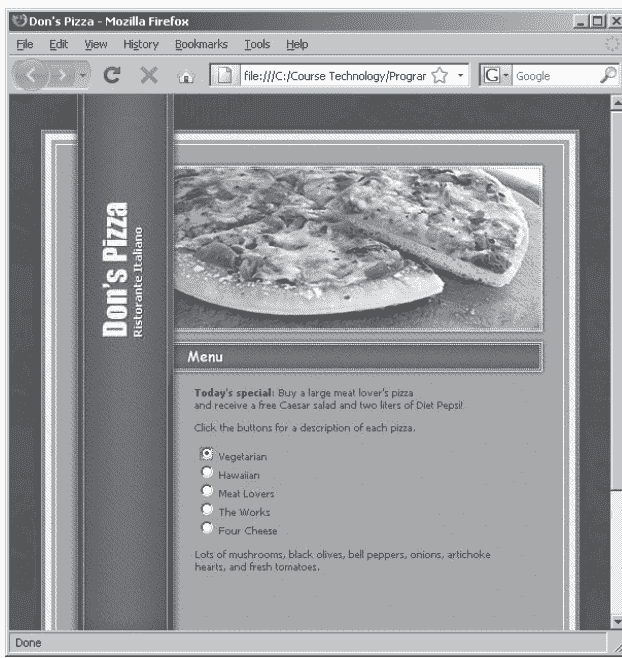 Don's Pizza - Mozilla Firefox
File Edit View History Bookmarks Tools Help
file:///C:/Course Technology/Prograr
G Google
Don's Pizza
Ristorante Italiano
Menu
Today's special: Buy a large meat lover's pizza
and receive a free Caesar salad and two liters of Diet Pepsi!
Click the buttons for a description of each pizza.
Vegetarian
Hawaiian
Meat Lovers
The Works
Four Cheese
Lots of mushrooms, black olives, bell peppers, onions, artichoke
hearts, and fresh tomatoes.
Done